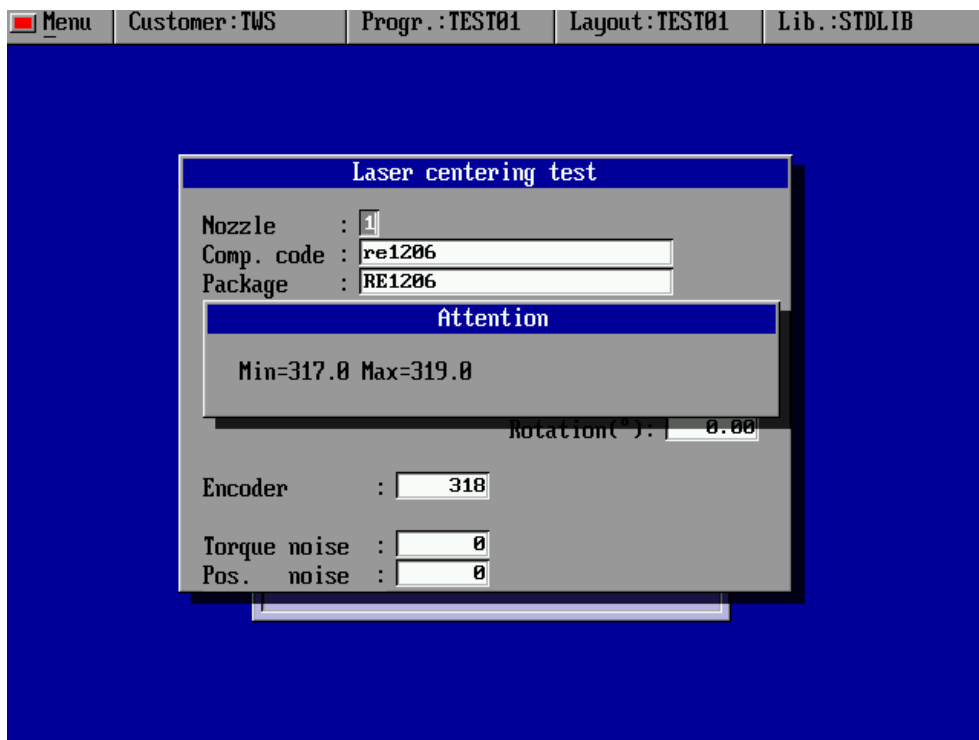 Menu Customer:TWS Progr.:TEST01 Layout:TEST01 Lib.:STDLIB
Laser centering test
Nozzle : 1
Comp. code : re1206
Package : RE1206
Attention
Min=317.0 Max=319.0
Rotation(°): 0.00
Encoder : 318
Torque noise : 0
Pos. noise : 0